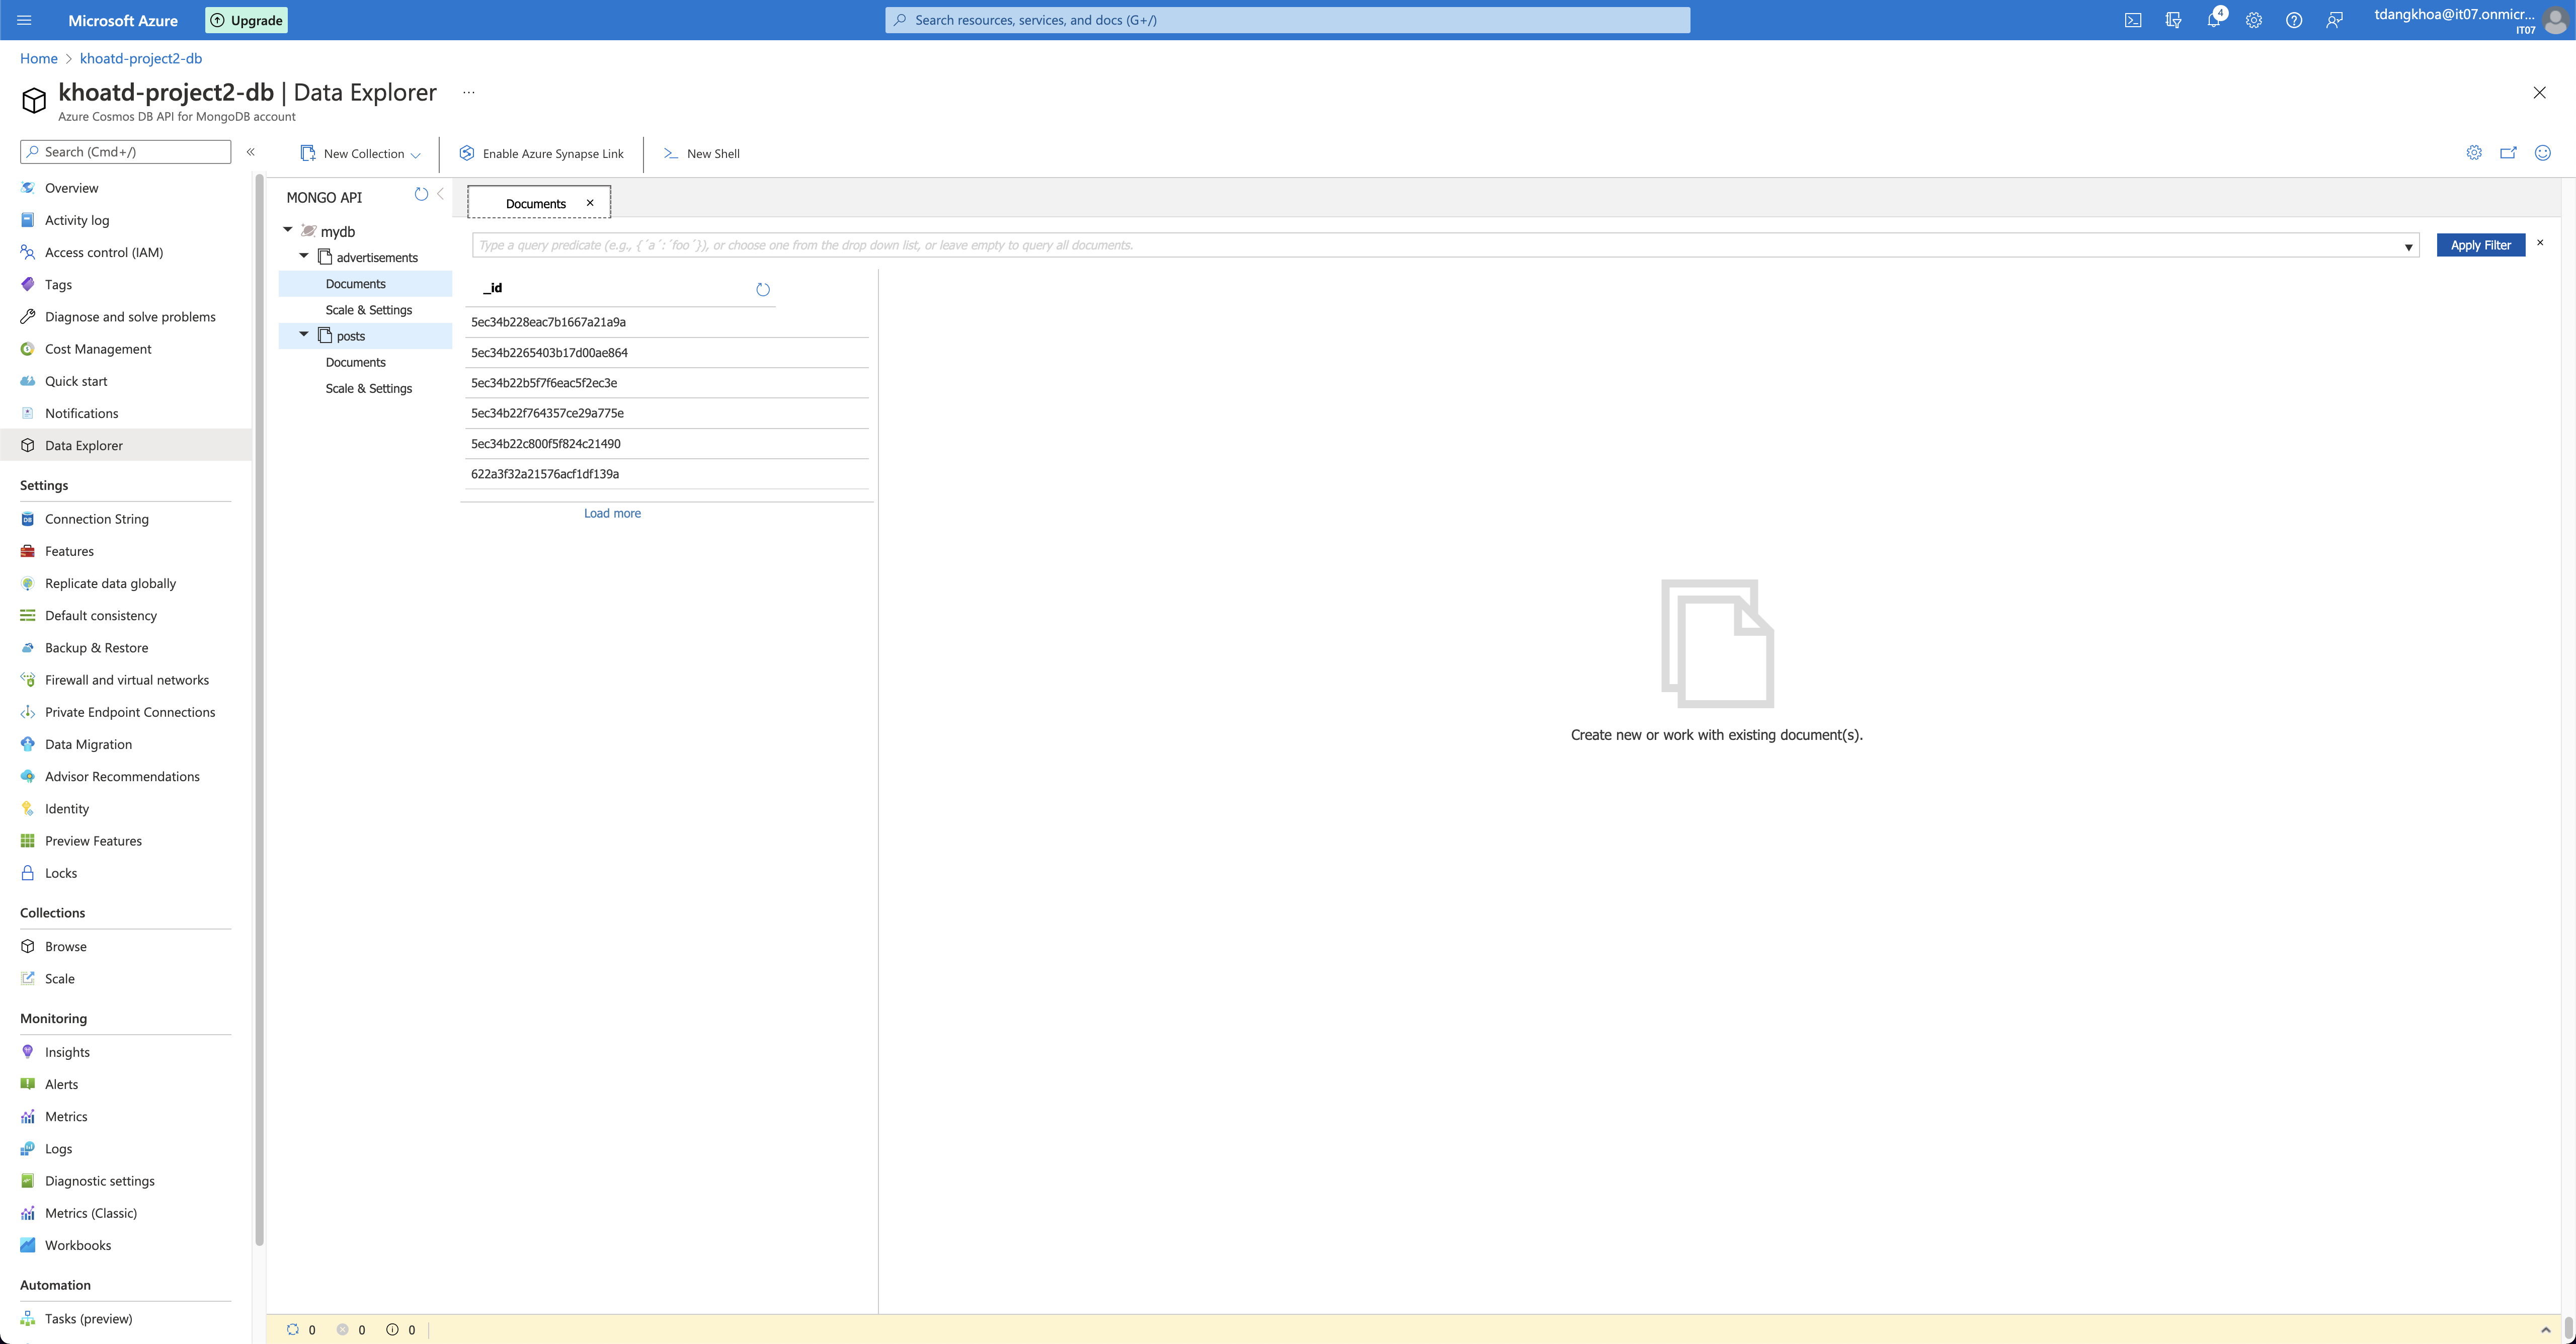 Microsoft Azure
Upgrade
Search resources, services, and docs (G+/)
4
tdangkhoa@it07.onmicr...
IT07
Home > khoatd-project2-db
khoatd-project2-db | Data Explorer ...
Azure Cosmos DB API for MongoDB account
Search (Cmd+/)
«
New Collection
Enable Azure Synapse Link
New Shell
Overview
Activity log
Access control (IAM)
Tags
Diagnose and solve problems
Cost Management
Quick start
Notifications
Data Explorer
Settings
Connection String
Features
Replicate data globally
Default consistency
Backup & Restore
Firewall and virtual networks
Private Endpoint Connections
Data Migration
Advisor Recommendations
Identity
Preview Features
Locks
Collections
Browse
Scale
Monitoring
Insights
Alerts
Metrics
Logs
Diagnostic settings
Metrics (Classic)
Workbooks
Automation
Tasks (preview)
MONGO API
mydb
advertisements
Documents
Scale & Settings
posts
Documents
Scale & Settings
Documents
Type a query predicate (e.g., {´a´:´foo´}), or choose one from the drop down list, or leave empty to query all documents.
Apply Filter
_id
5ec34b228eac7b1667a21a9a
5ec34b2265403b17d00ae864
5ec34b22b5f7f6eac5f2ec3e
5ec34b22f764357ce29a775e
5ec34b22c800f5f824c21490
622a3f32a21576acf1df139a
Load more
Create new or work with existing document(s).
0 0 0